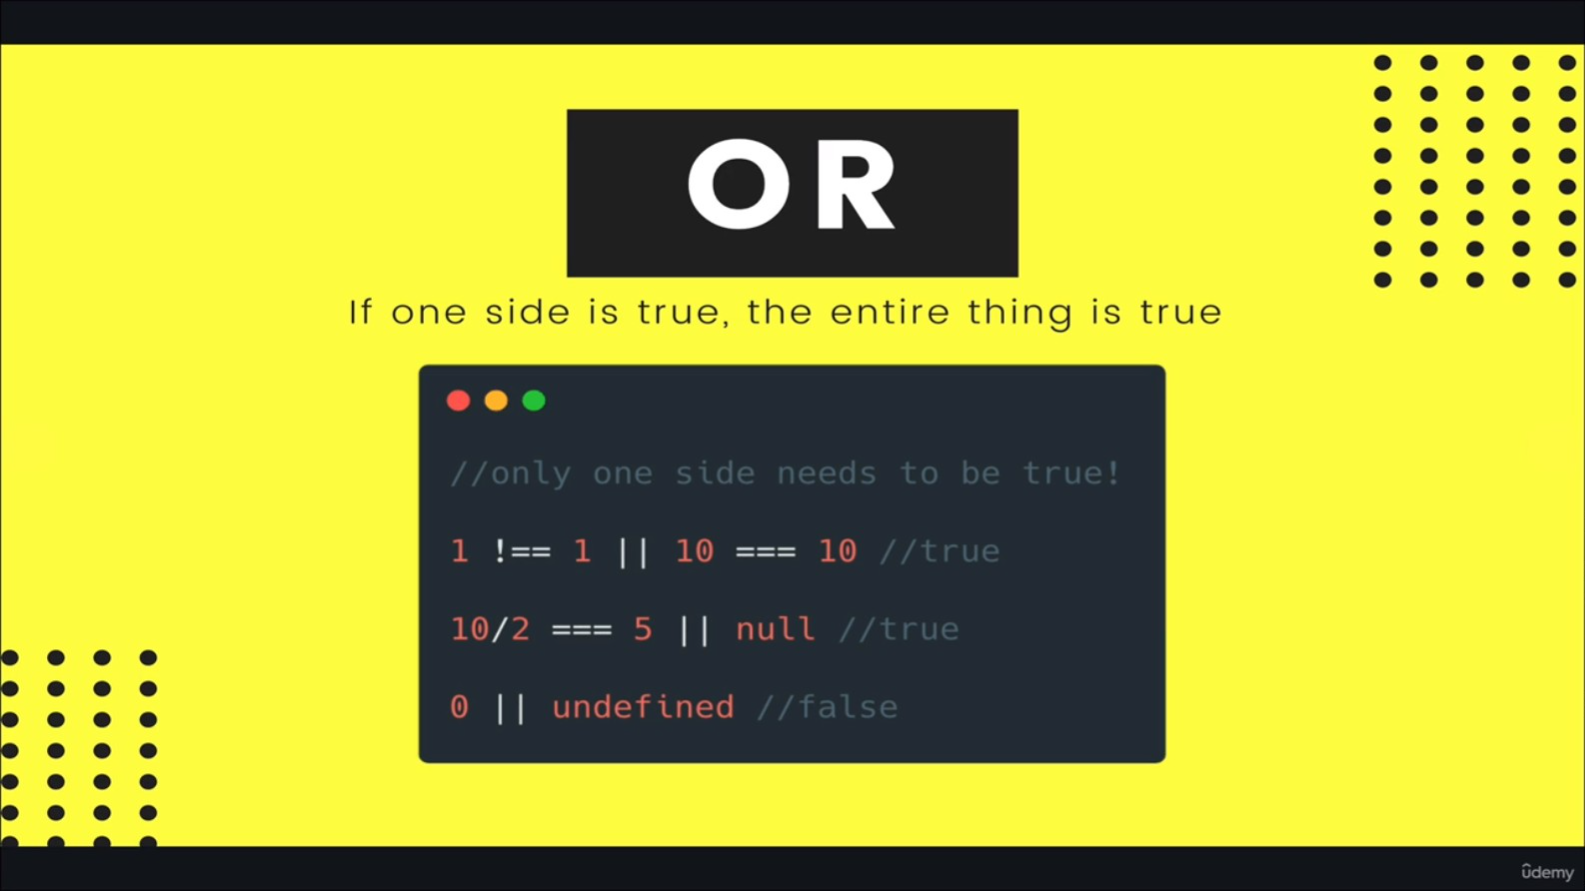 OR
If one side is true, the entire thing is true
//only one side needs to be true!
1 !== 1 || 10 === 10 //true
10/2 === 5 || null //true
0 || undefined //false
ûdemy